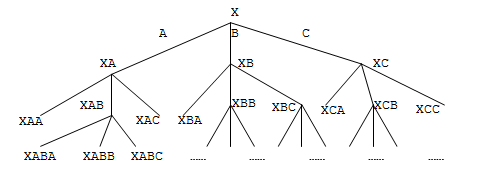 X
A B C
XA XB XC
XAA XAB XAC XBA XBB XBC XCA XCB XCC
XABA XABB XABC …… …… …… …… ……